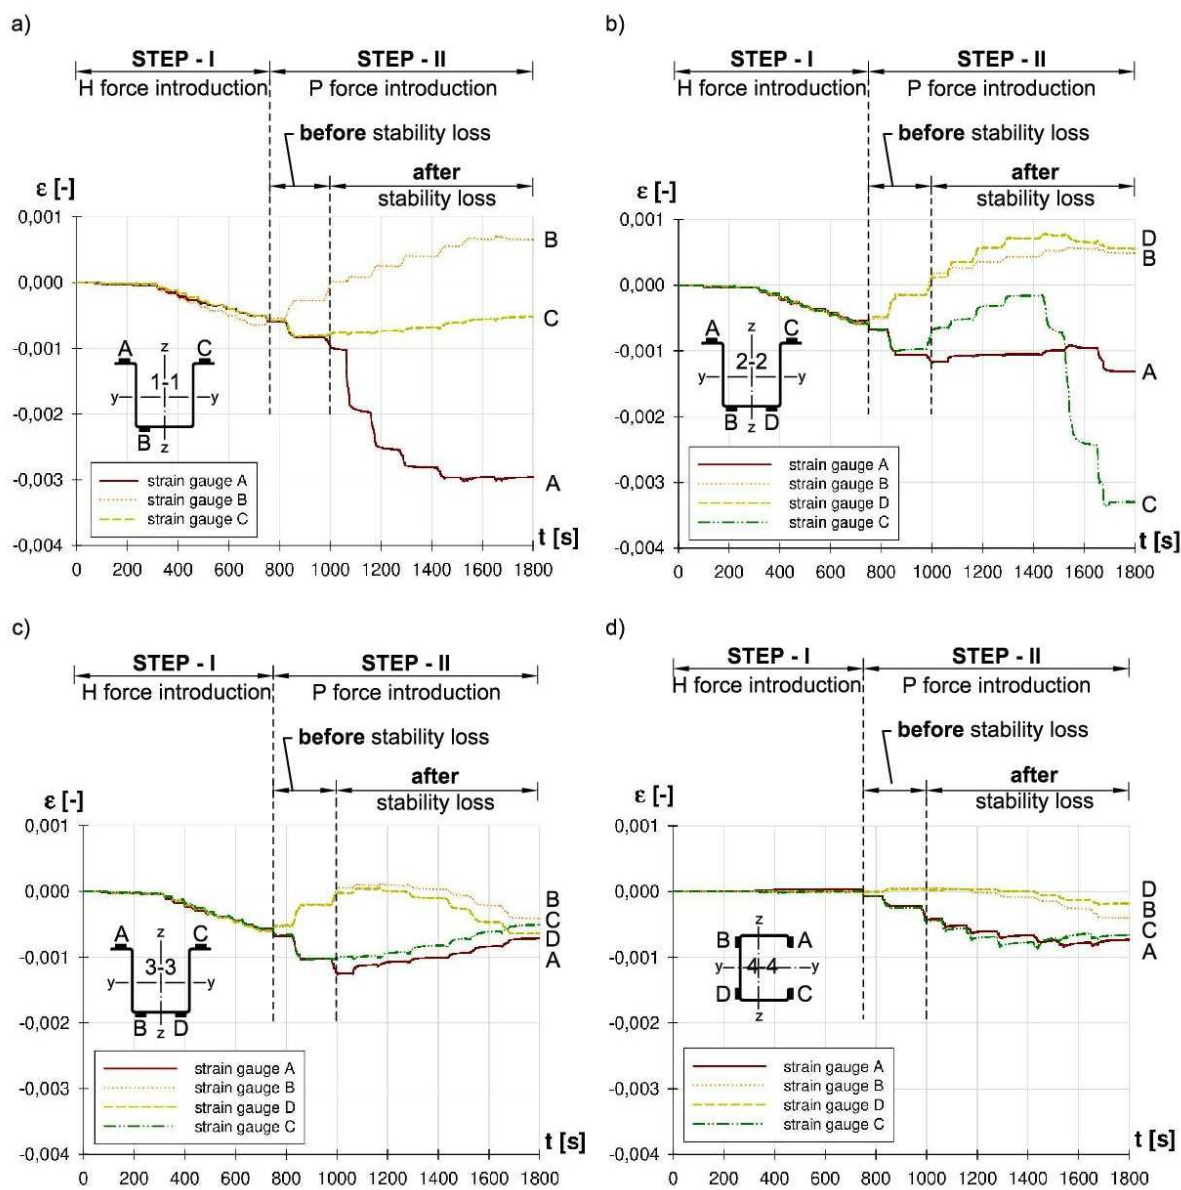 a)
STEP - I
STEP - II
H force introduction
P force introduction
before stability loss
after
stability loss
ε [-]
0,001
0,000
-0,001
-0,002
-0,003
-0,004
B
C
A
A
C
B
z
1-1
y
y
z
strain gauge A
strain gauge B
strain gauge C
t [s]
0 200 400 600 800 1000 1200 1400 1600 1800
b)
STEP - I
STEP - II
H force introduction
P force introduction
before stability loss
after
stability loss
ε [-]
0,001
0,000
-0,001
-0,002
-0,003
-0,004
D
B
A
C
A
C
B
D
z
2-2
y
y
z
strain gauge A
strain gauge B
strain gauge D
strain gauge C
t [s]
0 200 400 600 800 1000 1200 1400 1600 1800
c)
STEP - I
STEP - II
H force introduction
P force introduction
before stability loss
after
stability loss
ε [-]
0,001
0,000
-0,001
-0,002
-0,003
-0,004
B
C
D
A
A
C
B
D
z
3-3
y
y
z
strain gauge A
strain gauge B
strain gauge D
strain gauge C
t [s]
0 200 400 600 800 1000 1200 1400 1600 1800
d)
STEP - I
STEP - II
H force introduction
P force introduction
before stability loss
after
stability loss
ε [-]
0,001
0,000
-0,001
-0,002
-0,003
-0,004
D
B
C
A
z
B
A
y
4-4
y
D
C
z
strain gauge A
strain gauge B
strain gauge D
strain gauge C
t [s]
0 200 400 600 800 1000 1200 1400 1600 1800